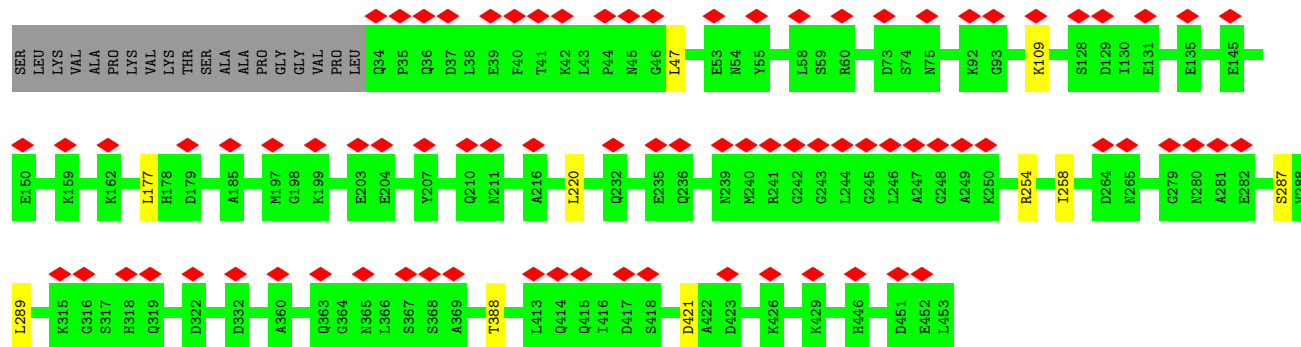 SER LEU LYS VAL ALA PRO LYS VAL LYS THR SER ALA ALA PRO GLY GLY VAL PRO LEU Q34 P35 Q36 D37 L38 E39 F40 T41 K42 L43 P44 N45 G46 L47 E53 N54 Y55 L58 S59 R60 D73 S74 N75 K92 G93 K109 S128 D129 I130 E131 E135 E145
E150 K159 K162 L177 H178 D179 A185 M197 G198 K199 E203 E204 Y207 Q210 N211 A216 L220 Q232 E235 Q236 N239 M240 R241 G242 G243 L244 G245 L246 A247 G248 A249 K250 R254 I258 D264 N265 G279 N280 A281 E282 S287 V288
L289 K315 G316 S317 H318 Q319 D322 D332 A360 Q363 G364 N365 L366 S367 S368 A369 T388 L413 Q414 Q415 I416 D417 S418 D421 A422 D423 K426 K429 H446 D451 E452 L453